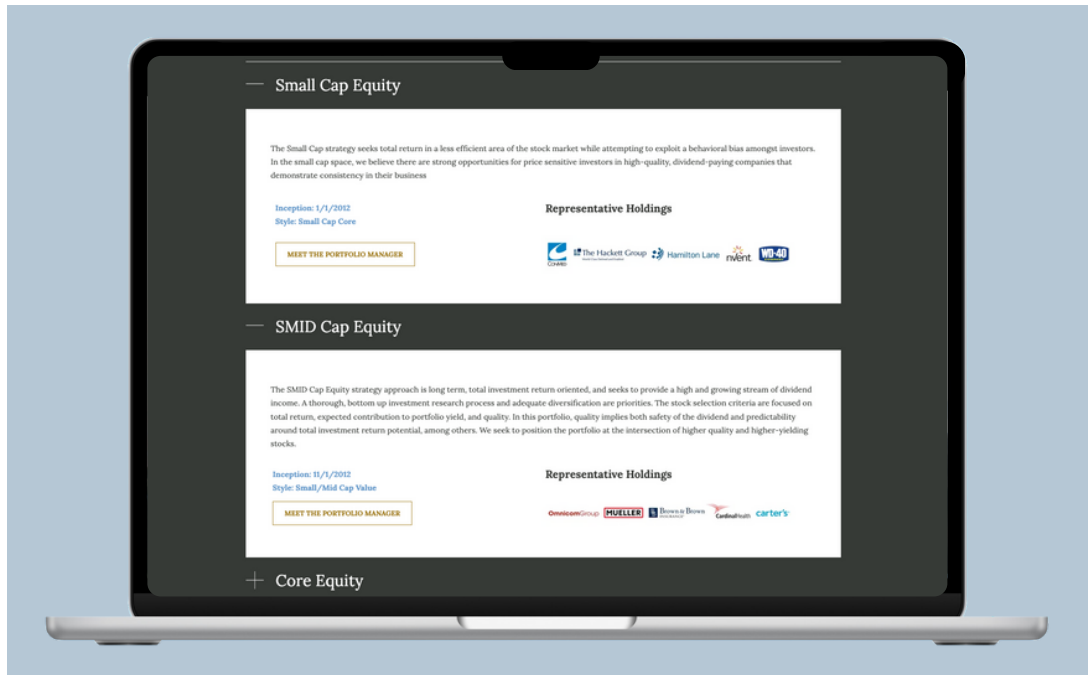 Small Cap Equity
The Small Cap strategy seeks total return in a less efficient area of the stock market while attempting to exploit a behavioral bias amongst investors.
In the small cap space, we believe there are strong opportunities for price sensitive investors in high-quality, dividend-paying companies that
demonstrate consistency in their business
Inception: 1/1/2012
Style: Small Cap Core
MEET THE PORTFOLIO MANAGER
Representative Holdings
CONMED The Hackett Group Hamilton Lane nvent WD-40
SMID Cap Equity
The SMID Cap Equity strategy approach is long term, total investment return oriented, and seeks to provide a high and growing stream of dividend
income. A thorough, bottom up investment research process and adequate diversification are priorities. The stock selection criteria are focused on
total return, expected contribution to portfolio yield, and quality. In this portfolio, quality implies both safety of the dividend and predictability
around total investment return potential, among others. We seek to position the portfolio at the intersection of higher quality and higher-yielding
stocks.
Inception: 11/1/2012
Style: Small/Mid Cap Value
MEET THE PORTFOLIO MANAGER
Representative Holdings
OmnicomGroup MUELLER Brown & Brown CardinalHealth carter's
Core Equity